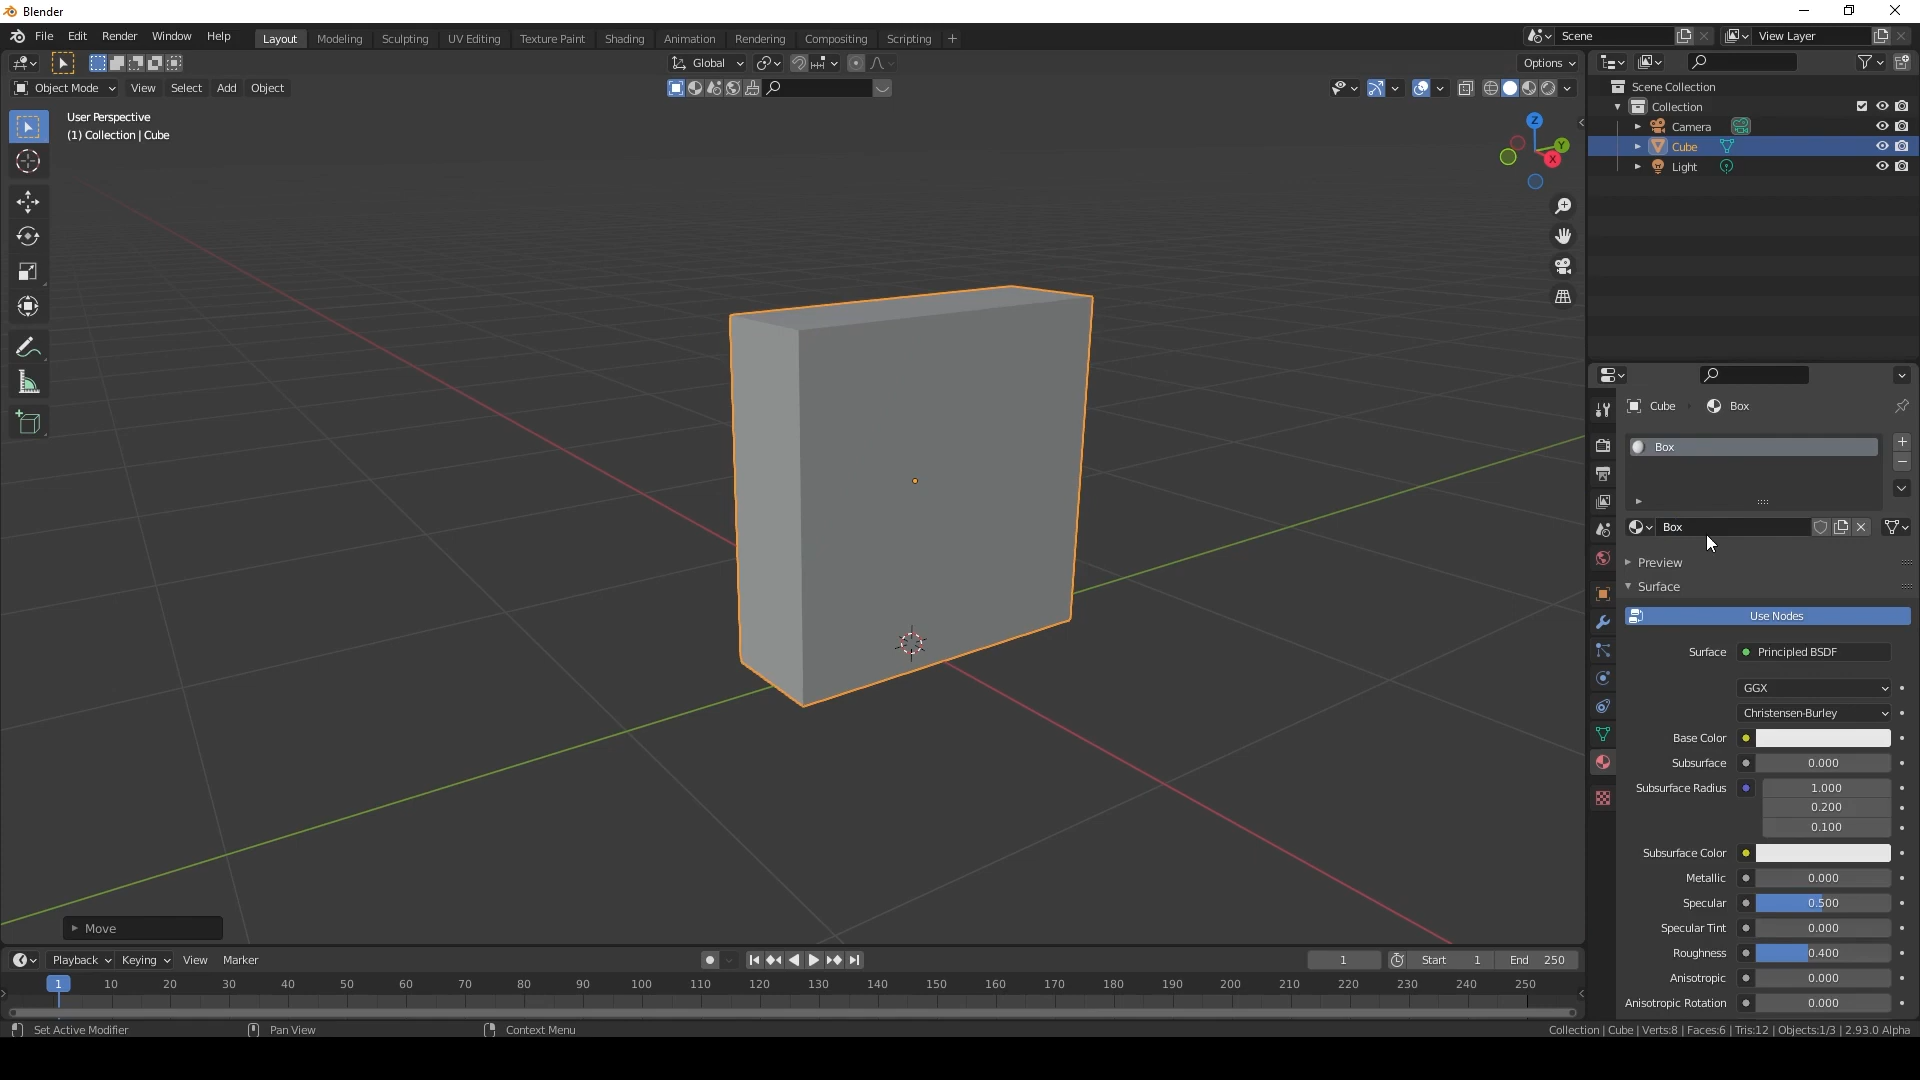 Blender
File Edit Render Window Help Layout Modeling Sculpting UV Editing Texture Paint Shading Animation Rendering Compositing Scripting + Scene View Layer
Global Options
Object Mode View Select Add Object
User Perspective
(1) Collection | Cube
Z
Y
X
Scene Collection
Collection
Camera
Cube
Light
Cube Box
Box
Box
Preview
Surface
Use Nodes
Surface Principled BSDF
GGX
Christensen-Burley
Base Color
Subsurface 0.000
Subsurface Radius 1.000
0.200
0.100
Subsurface Color
Metallic 0.000
Specular 0.500
Specular Tint 0.000
Roughness 0.400
Anisotropic 0.000
Anisotropic Rotation 0.000
Move
Playback Keying View Marker 1 Start 1 End 250
1 10 20 30 40 50 60 70 80 90 100 110 120 130 140 150 160 170 180 190 200 210 220 230 240 250
Set Active Modifier Pan View Context Menu Collection | Cube | Verts:8 | Faces:6 | Tris:12 | Objects:1/3 | 2.93.0 Alpha